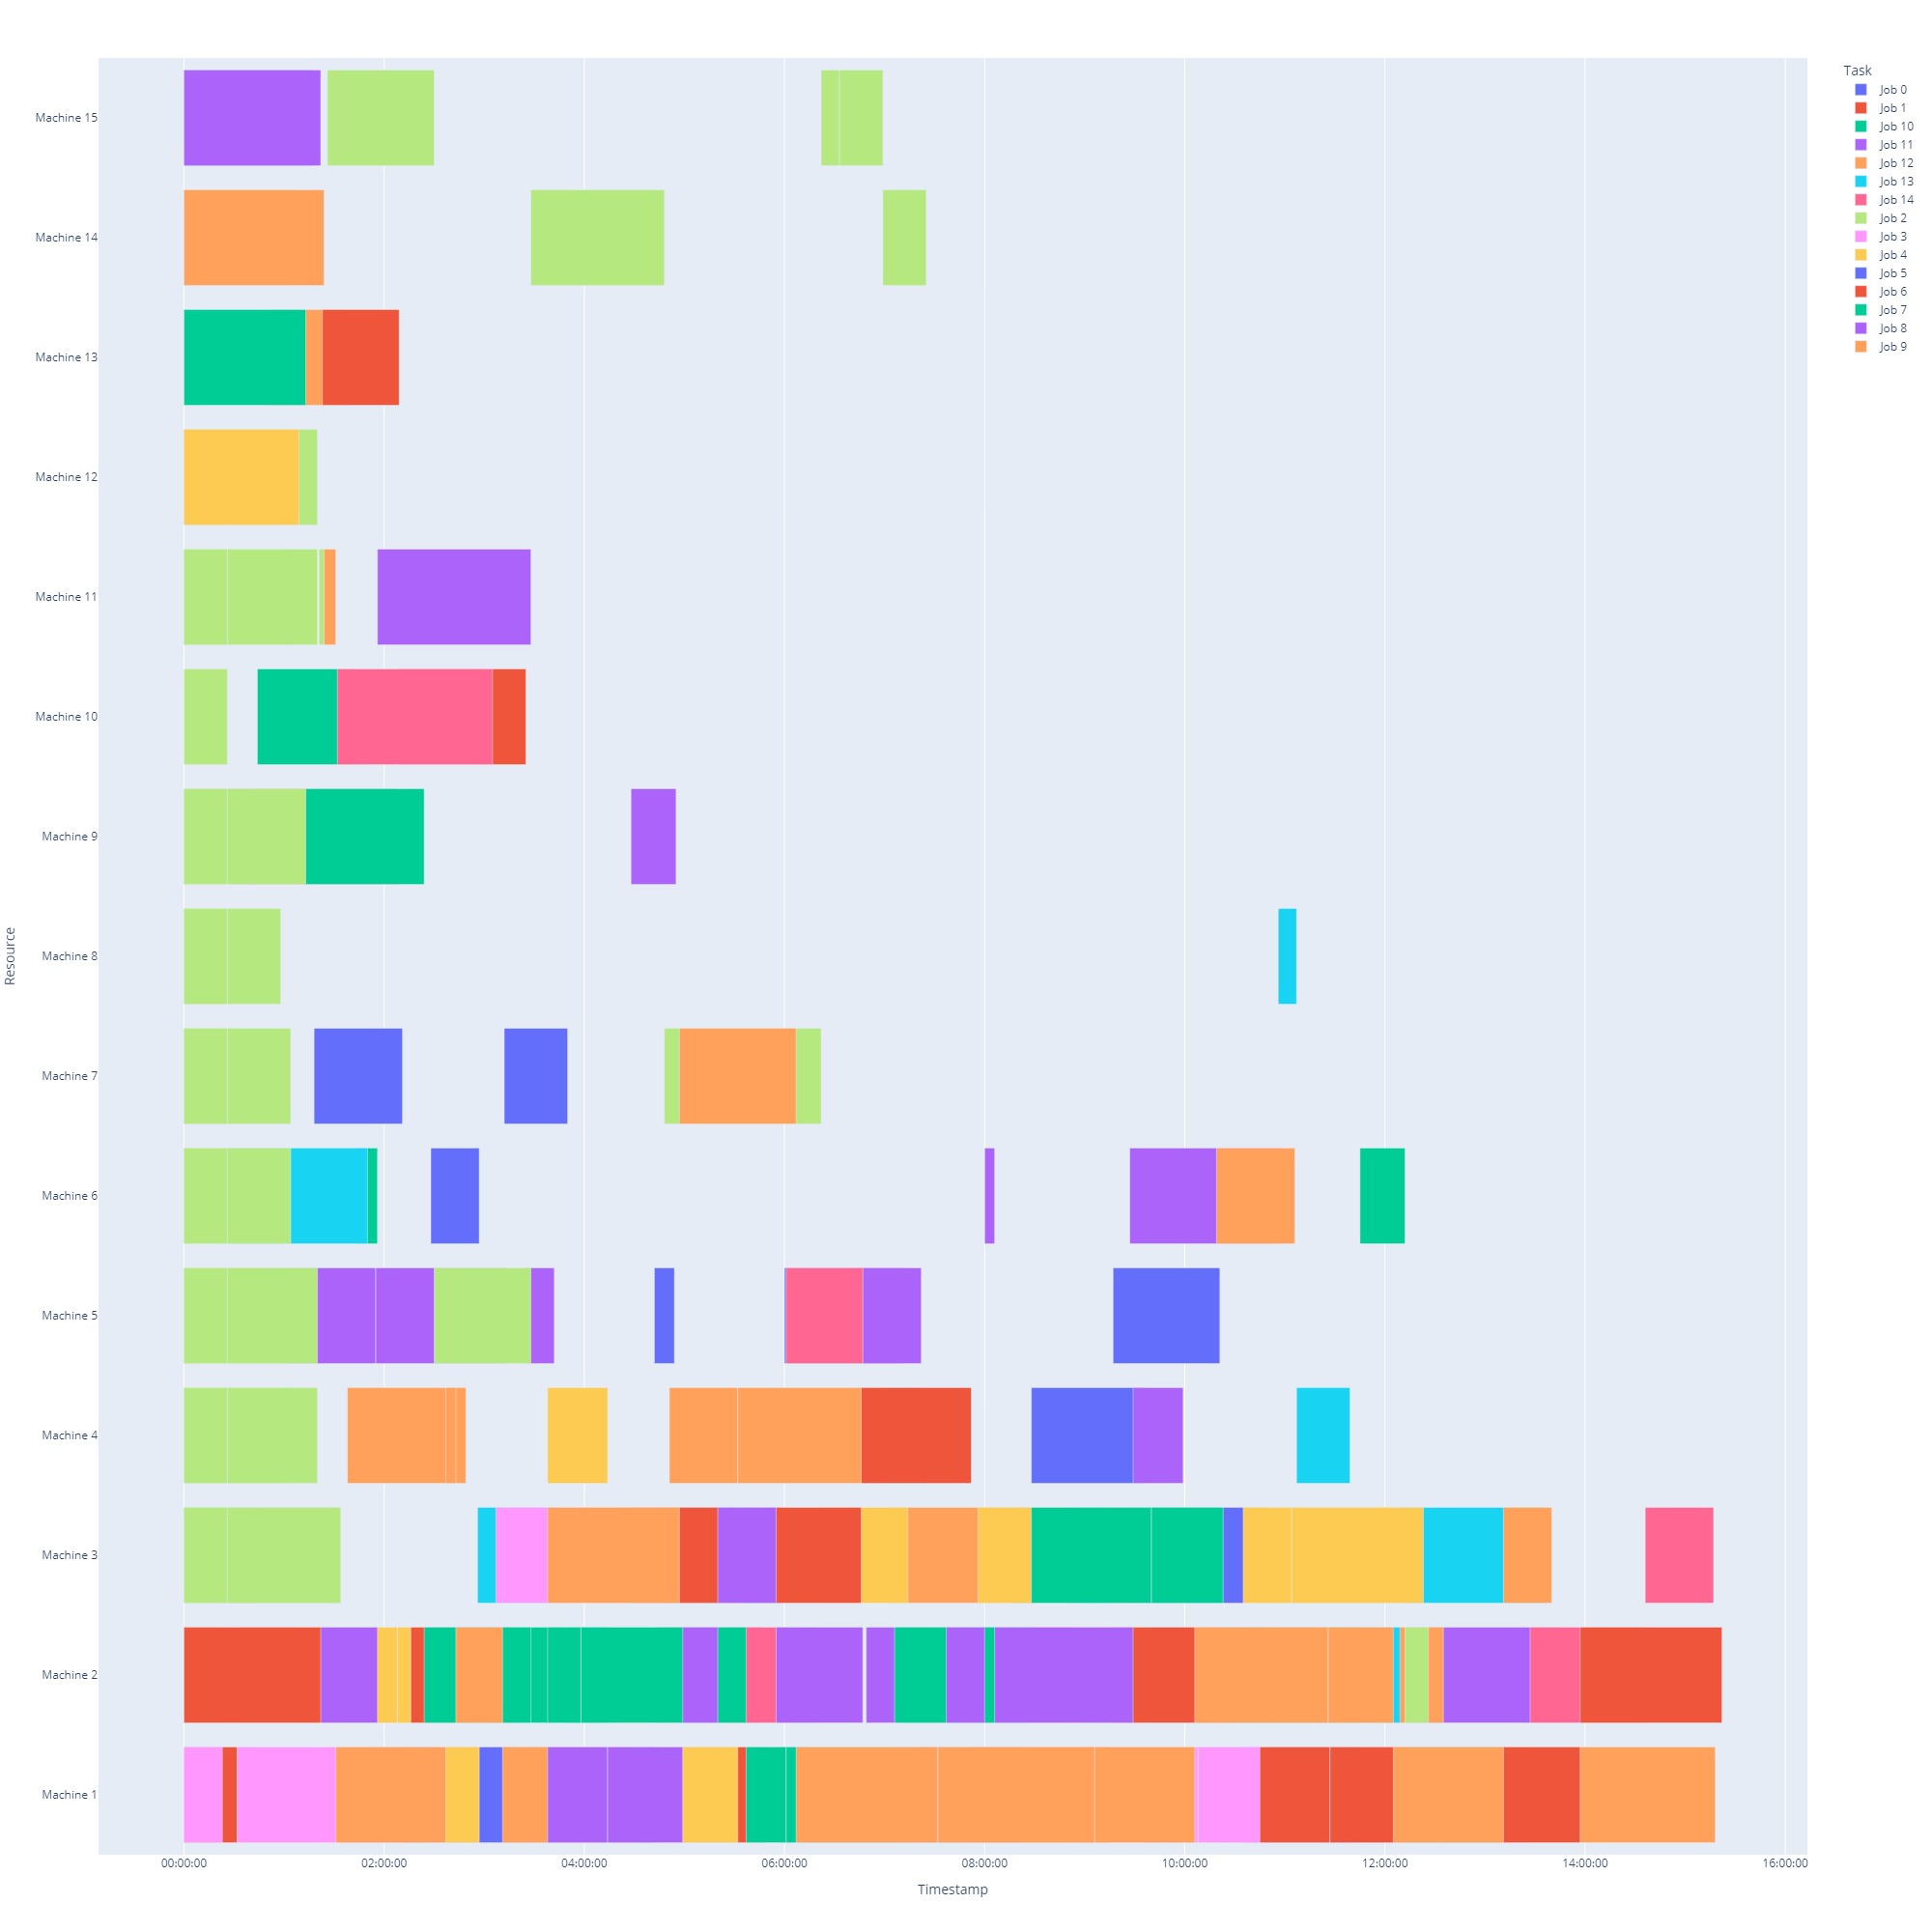 Task
Job 0
Job 1
Job 10
Job 11
Job 12
Job 13
Job 14
Job 2
Job 3
Job 4
Job 5
Job 6
Job 7
Job 8
Job 9
Machine 15
Machine 14
Machine 13
Machine 12
Machine 11
Machine 10
Machine 9
Machine 8
Machine 7
Machine 6
Machine 5
Machine 4
Machine 3
Machine 2
Machine 1
Resource
00:00:00 02:00:00 04:00:00 06:00:00 08:00:00 10:00:00 12:00:00 14:00:00 16:00:00
Timestamp